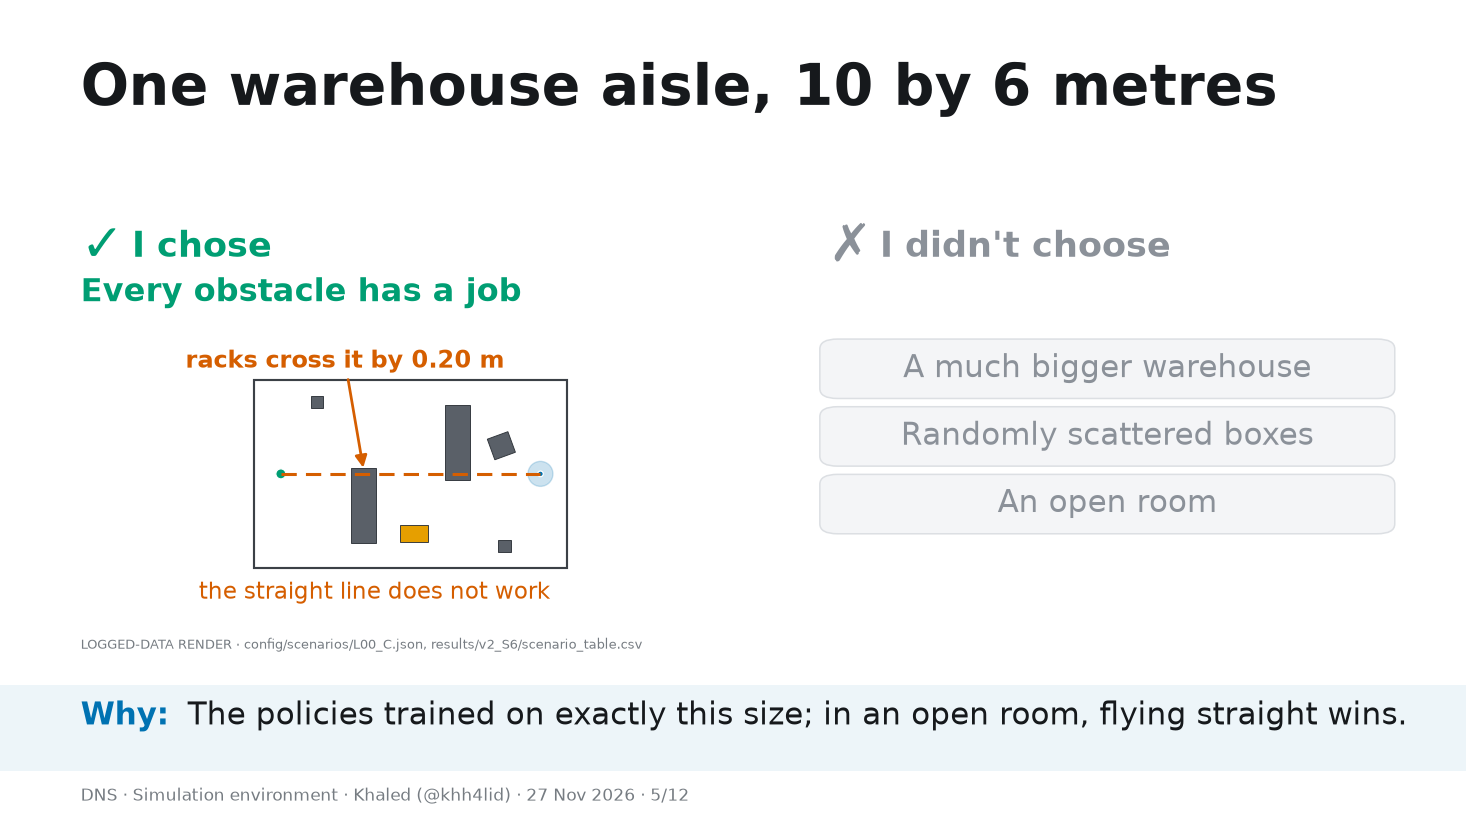 One warehouse aisle, 10 by 6 metres
✓ I chose
Every obstacle has a job
racks cross it by 0.20 m
the straight line does not work
LOGGED-DATA RENDER · config/scenarios/L00_C.json, results/v2_S6/scenario_table.csv
✗ I didn't choose
A much bigger warehouse
Randomly scattered boxes
An open room
Why: The policies trained on exactly this size; in an open room, flying straight wins.
DNS · Simulation environment · Khaled (@khh4lid) · 27 Nov 2026 · 5/12